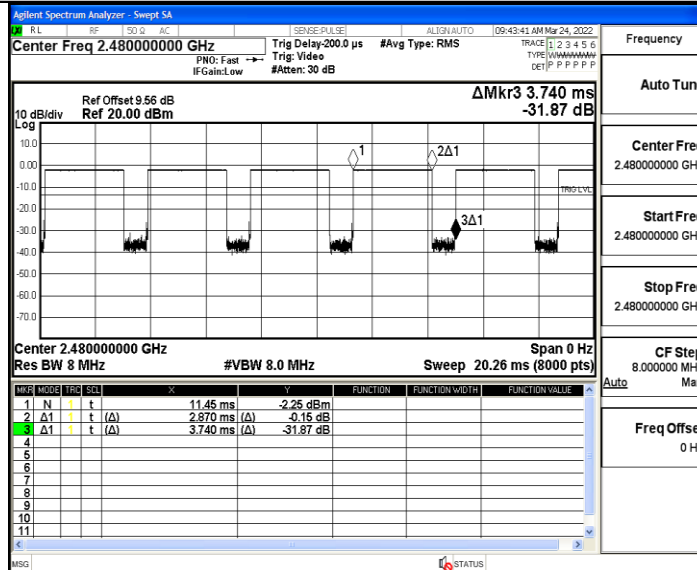 Agilent Spectrum Analyzer - Swept SA
LXI RL RF 50 Ω AC SENSE:PULSE ALIGN AUTO 09:43:41 AM Mar 24, 2022
Center Freq 2.480000000 GHz
PNO: Fast
IFGain:Low
Trig Delay-200.0 µs
Trig: Video
#Atten: 30 dB
#Avg Type: RMS
TRACE 1 2 3 4 5 6
TYPE WWWWWW
DET P P P P P P
ΔMkr3 3.740 ms
-31.87 dB
Ref Offset 9.56 dB
10 dB/div Ref 20.00 dBm
Log
10.0
0.00
-10.0
-20.0
-30.0
-40.0
-50.0
-60.0
-70.0
1
2Δ1
TRIG LVL
3Δ1
Center 2.480000000 GHz Span 0 Hz
Res BW 8 MHz #VBW 8.0 MHz Sweep 20.26 ms (8000 pts)
MKR MODE TRC SCL X Y FUNCTION FUNCTION WIDTH FUNCTION VALUE
1 N 1 t 11.45 ms -2.25 dBm
2 Δ1 1 t (Δ) 2.870 ms (Δ) -0.15 dB
3 Δ1 1 t (Δ) 3.740 ms (Δ) -31.87 dB
4
5
6
7
8
9
10
11
MSG STATUS
Frequency
Auto Tun
Center Fre
2.480000000 GH
Start Fre
2.480000000 GH
Stop Fre
2.480000000 GH
CF Step
8.000000 MH
Auto Ma
Freq Offse
0 H